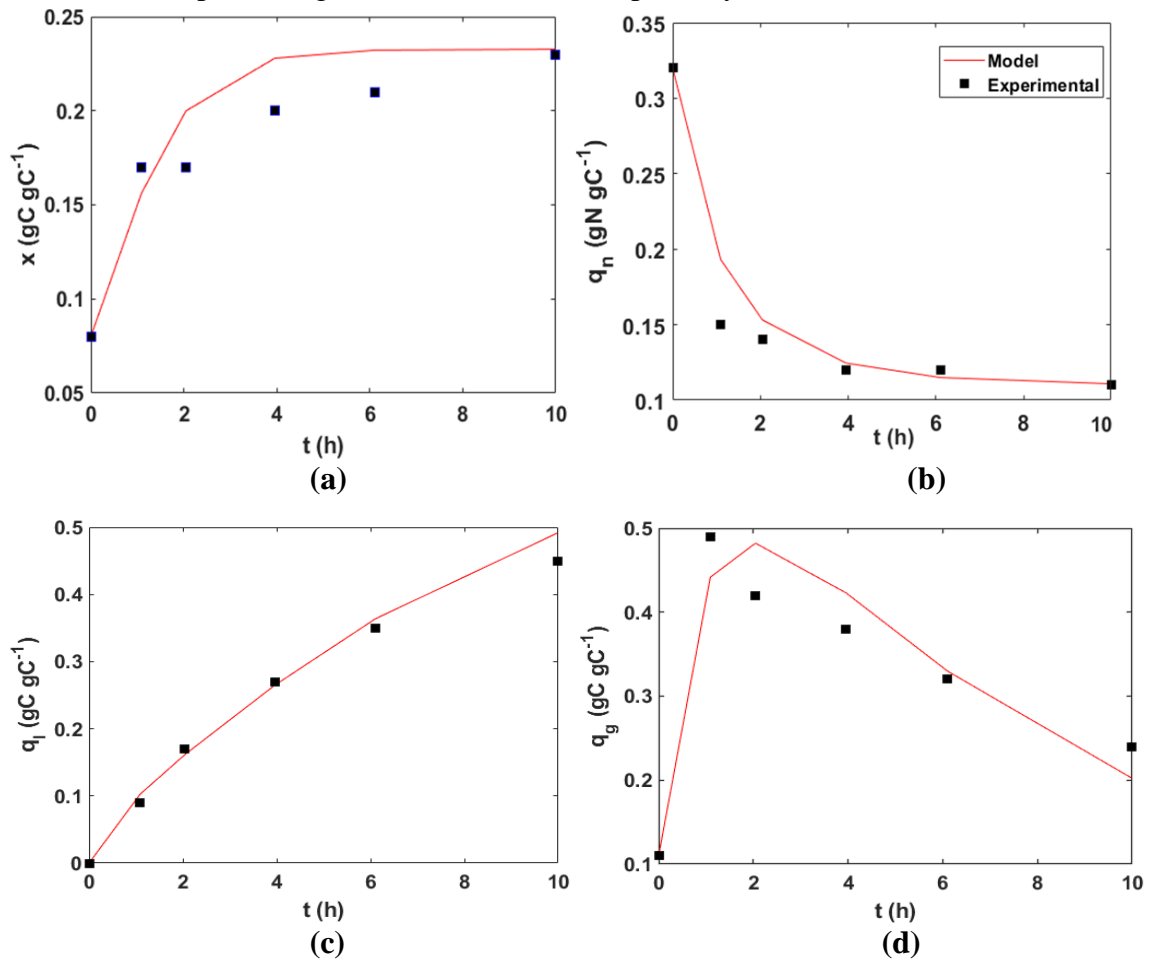 0.25
0.2
0.15
0.1
0.05
x (gC gC-1)
0 2 4 6 8 10
t (h)
(a)
0.35
0.3
0.25
0.2
0.15
0.1
qn (gN gC-1)
Model
Experimental
0 2 4 6 8 10
t (h)
(b)
0.5
0.4
0.3
0.2
0.1
0
ql (gC gC-1)
0 2 4 6 8 10
t (h)
(c)
0.5
0.4
0.3
0.2
0.1
qg (gC gC-1)
0 2 4 6 8 10
t (h)
(d)